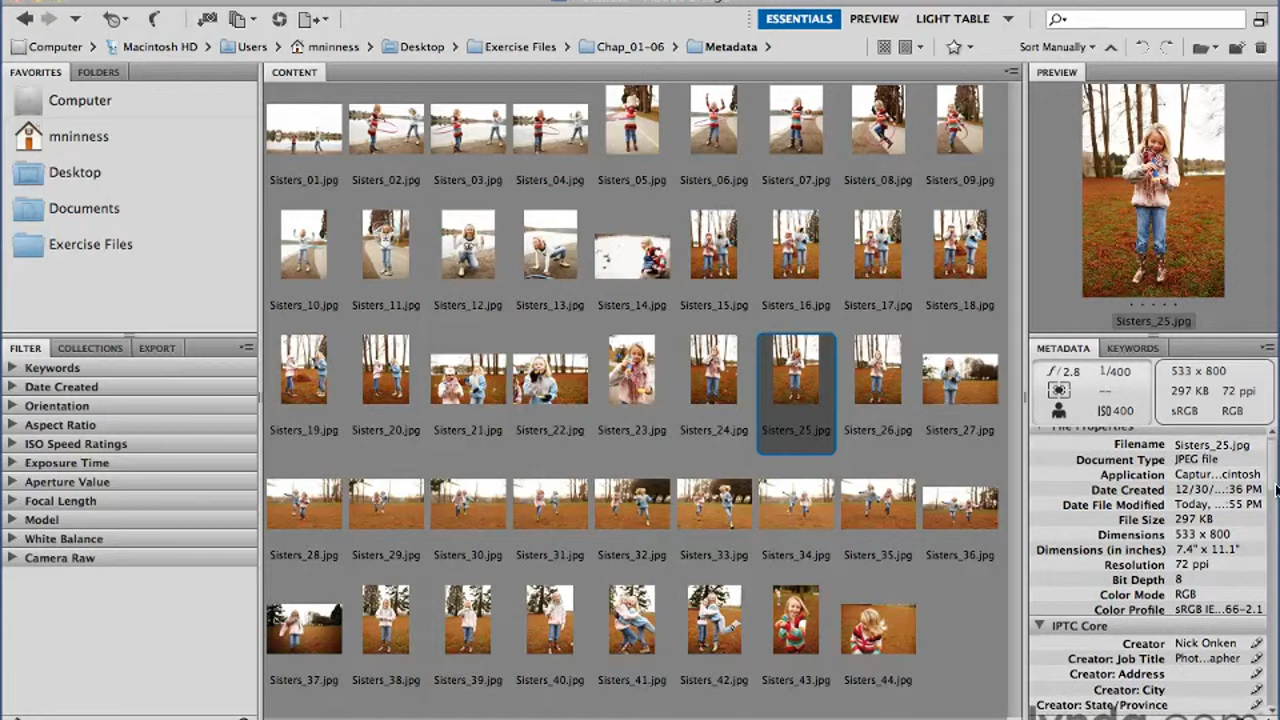 ESSENTIALS PREVIEW LIGHT TABLE
Computer Macintosh HD Users mninness Desktop Exercise Files Chap_01-06 Metadata Sort Manually
FAVORITES FOLDERS
Computer
mninness
Desktop
Documents
Exercise Files
FILTER COLLECTIONS EXPORT
Keywords
Date Created
Orientation
Aspect Ratio
ISO Speed Ratings
Exposure Time
Aperture Value
Focal Length
Model
White Balance
Camera Raw
CONTENT
Sisters_01.jpg Sisters_02.jpg Sisters_03.jpg Sisters_04.jpg Sisters_05.jpg Sisters_06.jpg Sisters_07.jpg Sisters_08.jpg Sisters_09.jpg
Sisters_10.jpg Sisters_11.jpg Sisters_12.jpg Sisters_13.jpg Sisters_14.jpg Sisters_15.jpg Sisters_16.jpg Sisters_17.jpg Sisters_18.jpg
Sisters_19.jpg Sisters_20.jpg Sisters_21.jpg Sisters_22.jpg Sisters_23.jpg Sisters_24.jpg Sisters_25.jpg Sisters_26.jpg Sisters_27.jpg
Sisters_28.jpg Sisters_29.jpg Sisters_30.jpg Sisters_31.jpg Sisters_32.jpg Sisters_33.jpg Sisters_34.jpg Sisters_35.jpg Sisters_36.jpg
Sisters_37.jpg Sisters_38.jpg Sisters_39.jpg Sisters_40.jpg Sisters_41.jpg Sisters_42.jpg Sisters_43.jpg Sisters_44.jpg
PREVIEW
Sisters_25.jpg
METADATA KEYWORDS
f/2.8 1/400 533 x 800
-- 297 KB 72 ppi
ISO400 sRGB RGB
File Properties
Filename Sisters_25.jpg
Document Type JPEG file
Application Captur...cintosh
Date Created 12/30/...:36 PM
Date File Modified Today, ....:55 PM
File Size 297 KB
Dimensions 533 x 800
Dimensions (in inches) 7.4" x 11.1"
Resolution 72 ppi
Bit Depth 8
Color Mode RGB
Color Profile sRGB IE...66-2.1
IPTC Core
Creator Nick Onken
Creator: Job Title Phot...apher
Creator: Address
Creator: City
Creator: State/Province